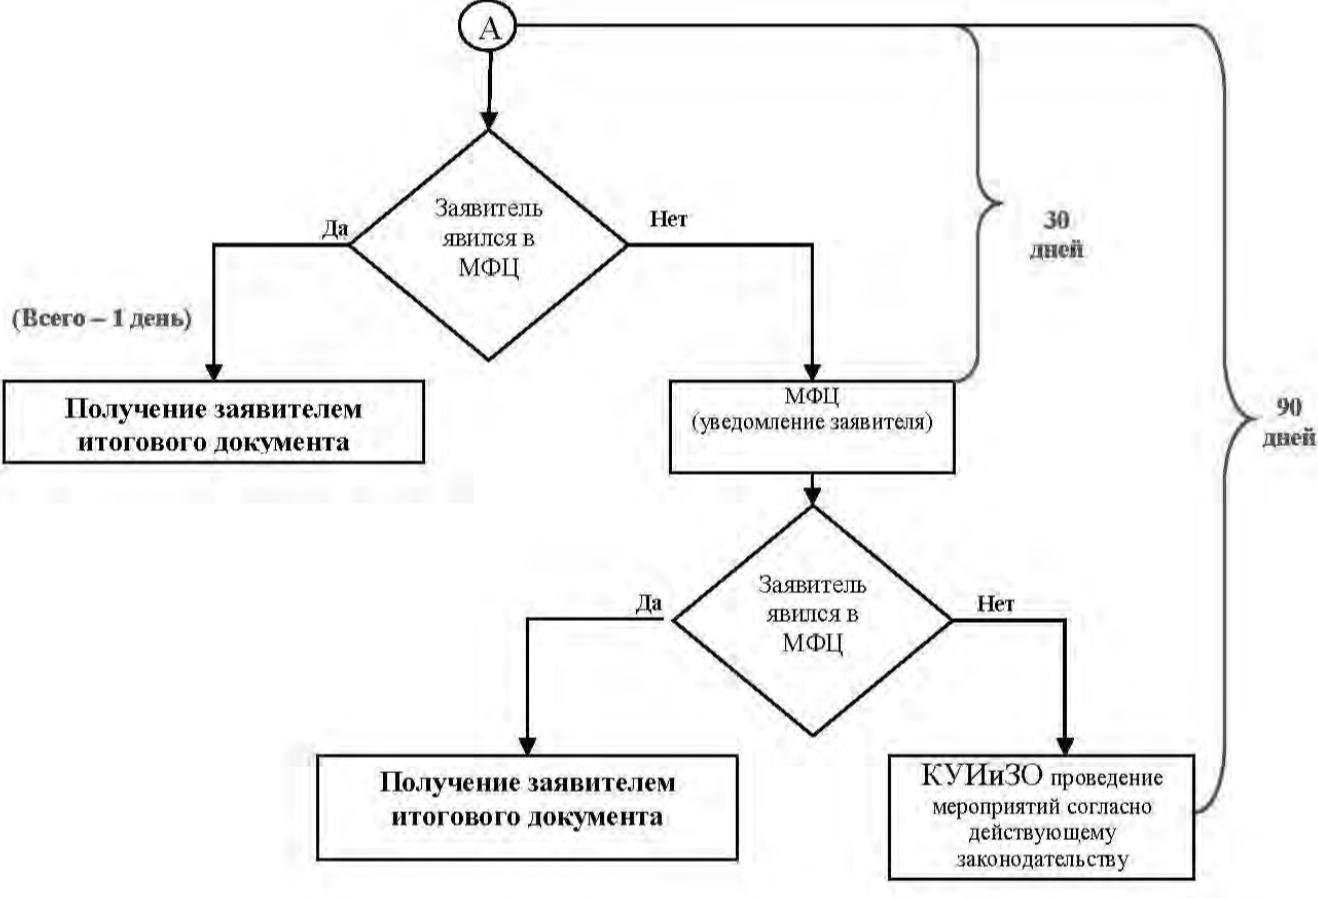 А
Заявитель
явился в
МФЦ
Да
Нет
30
дней
(Всего – 1 день)
Получение заявителем
итогового документа
МФЦ
(уведомление заявителя)
90
дней
Заявитель
явился в
МФЦ
Да
Нет
Получение заявителем
итогового документа
КУИиЗО проведение
мероприятий согласно
действующему
законодательству